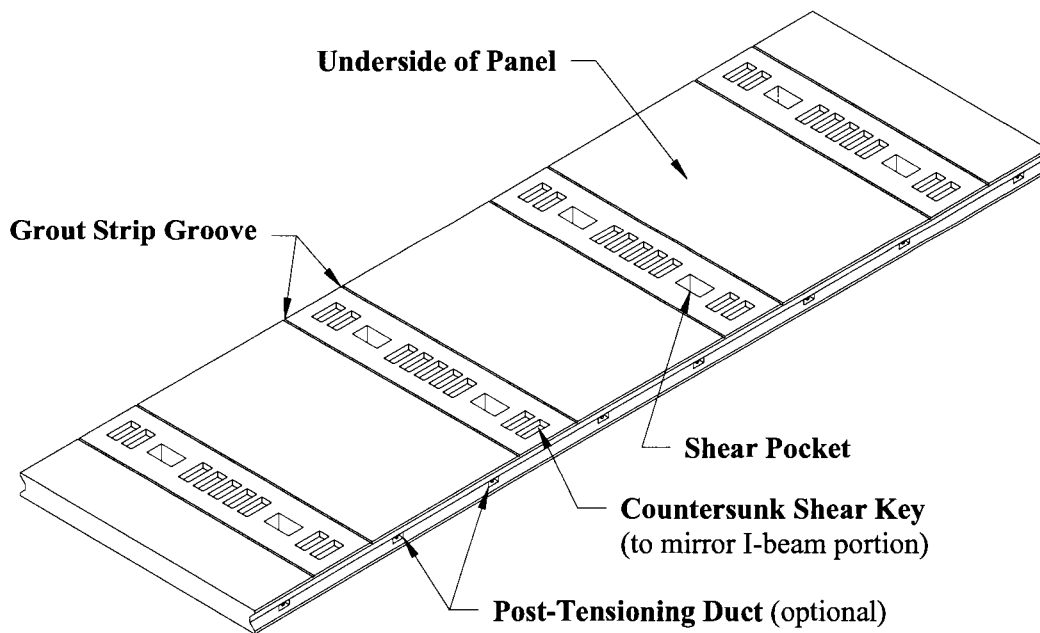 Underside of Panel
Grout Strip Groove
Shear Pocket
Countersunk Shear Key
(to mirror I-beam portion)
Post-Tensioning Duct (optional)